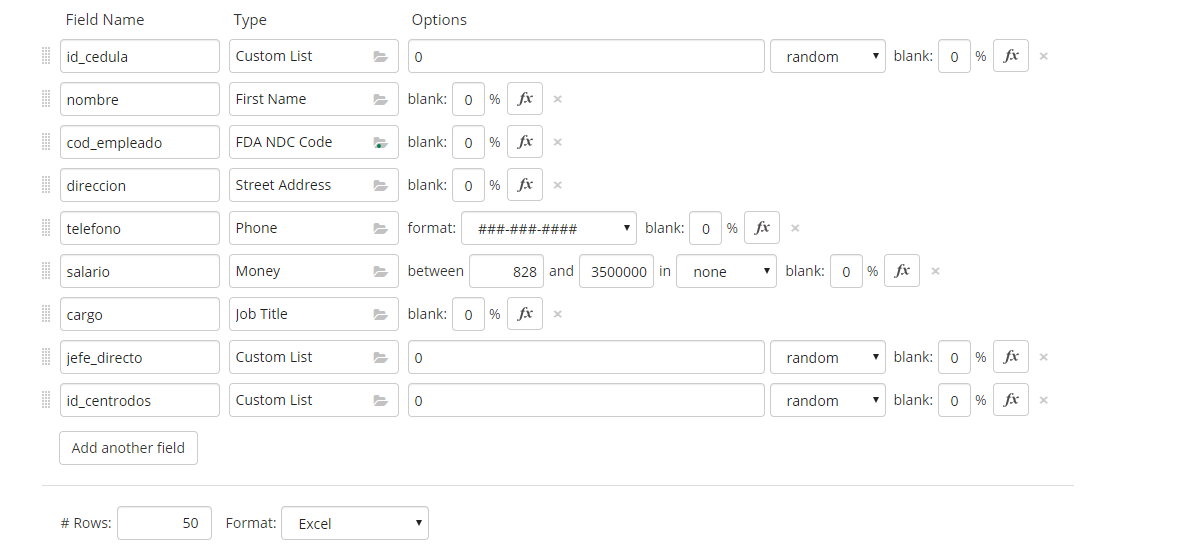 Field Name Type Options
id_cedula Custom List 0 random blank: 0 % fx ×
nombre First Name blank: 0 % fx ×
cod_empleado FDA NDC Code blank: 0 % fx ×
direccion Street Address blank: 0 % fx ×
telefono Phone format: ###-###-#### blank: 0 % fx ×
salario Money between 828 and 3500000 in none blank: 0 % fx ×
cargo Job Title blank: 0 % fx ×
jefe_directo Custom List 0 random blank: 0 % fx ×
id_centrodos Custom List 0 random blank: 0 % fx ×
Add another field
# Rows: 50 Format: Excel